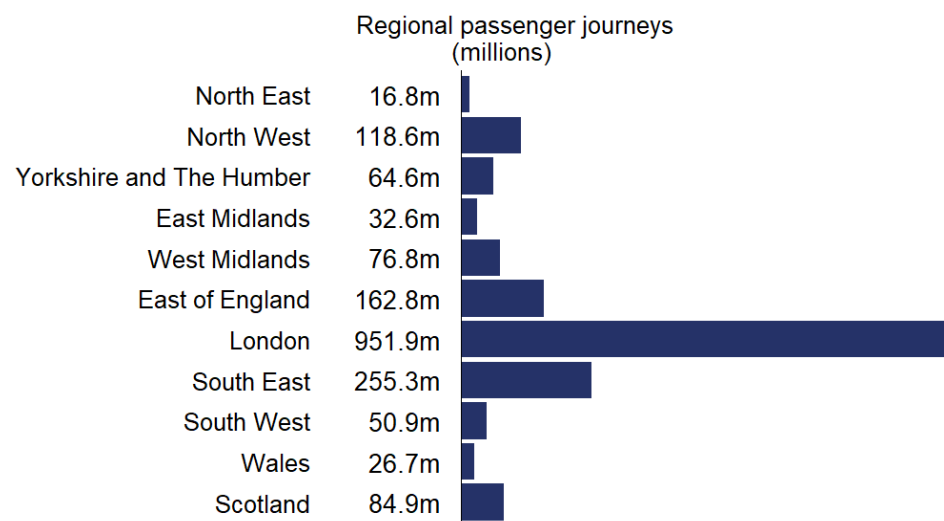 Regional passenger journeys
(millions)
North East 16.8m
North West 118.6m
Yorkshire and The Humber 64.6m
East Midlands 32.6m
West Midlands 76.8m
East of England 162.8m
London 951.9m
South East 255.3m
South West 50.9m
Wales 26.7m
Scotland 84.9m